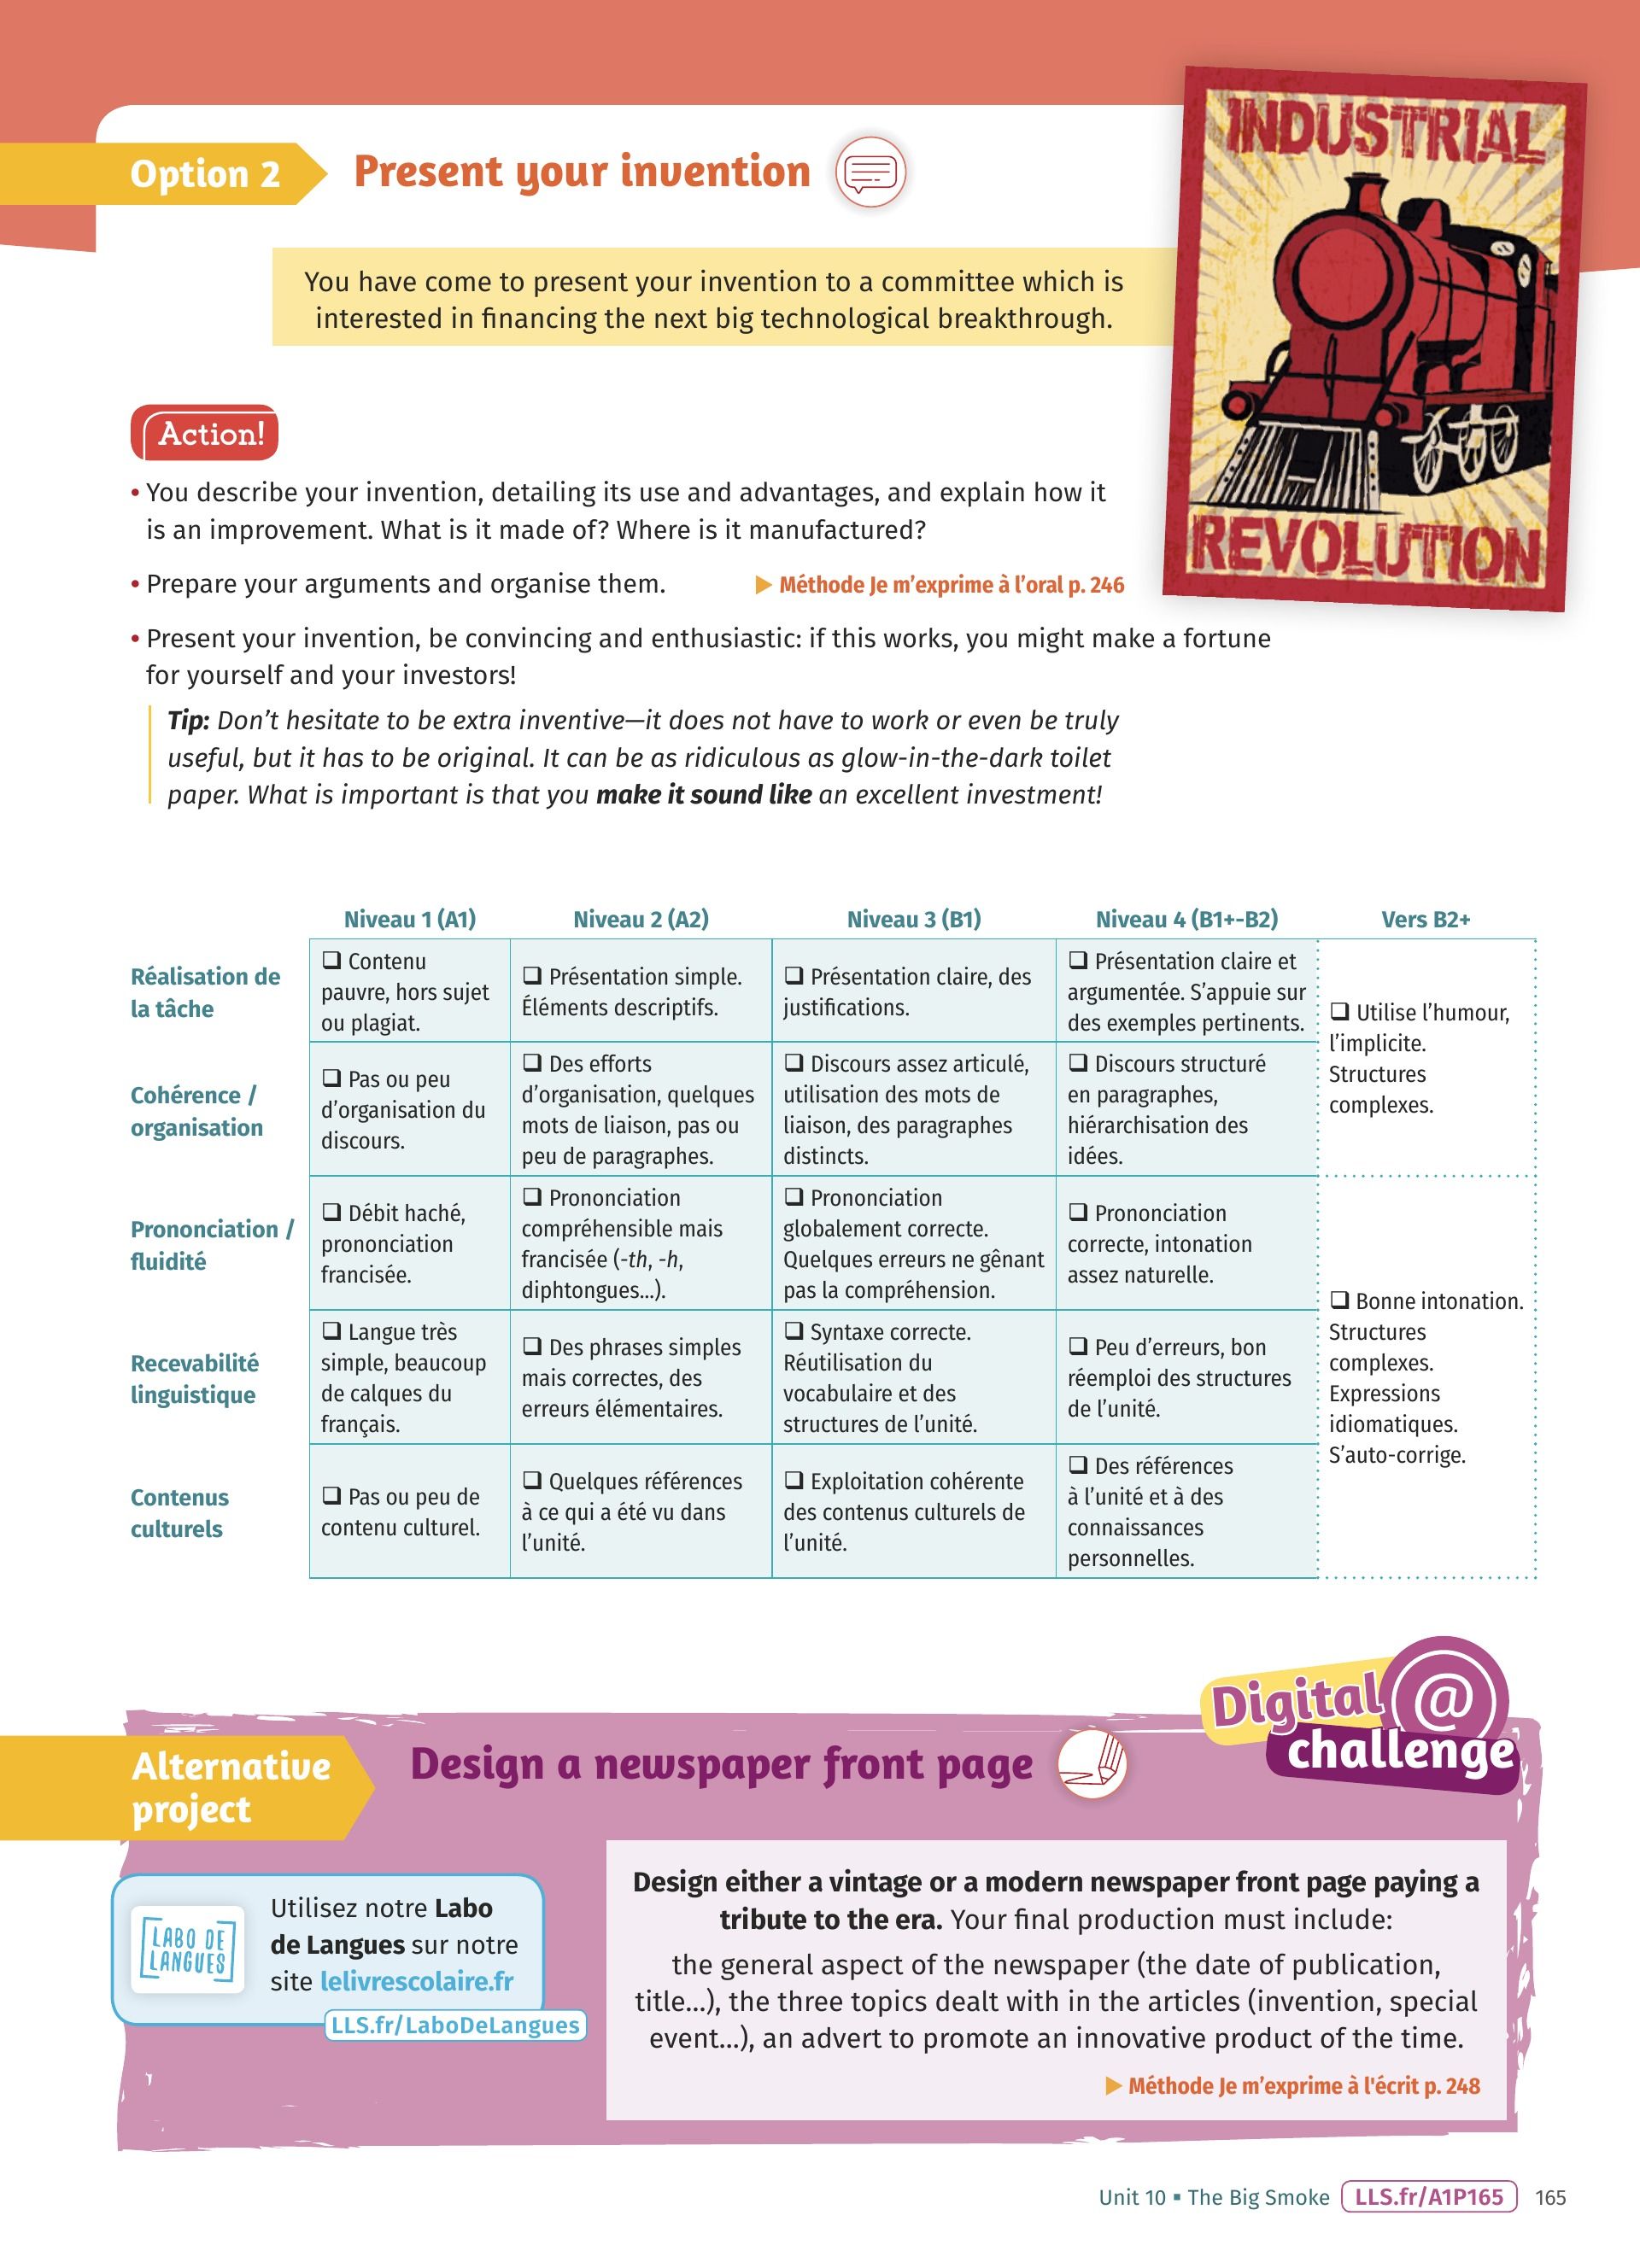 INDUSTRIAL
REVOLUTION
Option 2
Present your invention
You have come to present your invention to a committee which is
interested in financing the next big technological breakthrough.
Action!
• You describe your invention, detailing its use and advantages, and explain how it
is an improvement. What is it made of? Where is it manufactured?
• Prepare your arguments and organise them.
▶ Méthode Je m’exprime à l’oral p. 246
• Present your invention, be convincing and enthusiastic: if this works, you might make a fortune
for yourself and your investors!
Tip: Don’t hesitate to be extra inventive—it does not have to work or even be truly
useful, but it has to be original. It can be as ridiculous as glow-in-the-dark toilet
paper. What is important is that you make it sound like an excellent investment!
Niveau 1 (A1)
Niveau 2 (A2)
Niveau 3 (B1)
Niveau 4 (B1+-B2)
Vers B2+
Réalisation de
la tâche
❑ Contenu
pauvre, hors sujet
ou plagiat.
❑ Présentation simple.
Éléments descriptifs.
❑ Présentation claire, des
justifications.
❑ Présentation claire et
argumentée. S’appuie sur
des exemples pertinents.
❑ Utilise l’humour,
l’implicite.
Structures
complexes.
Cohérence /
organisation
❑ Pas ou peu
d’organisation du
discours.
❑ Des efforts
d’organisation, quelques
mots de liaison, pas ou
peu de paragraphes.
❑ Discours assez articulé,
utilisation des mots de
liaison, des paragraphes
distincts.
❑ Discours structuré
en paragraphes,
hiérarchisation des
idées.
Prononciation /
fluidité
❑ Débit haché,
prononciation
francisée.
❑ Prononciation
compréhensible mais
francisée (-th, -h,
diphtongues...).
❑ Prononciation
globalement correcte.
Quelques erreurs ne gênant
pas la compréhension.
❑ Prononciation
correcte, intonation
assez naturelle.
❑ Bonne intonation.
Structures
complexes.
Expressions
idiomatiques.
S’auto-corrige.
Recevabilité
linguistique
❑ Langue très
simple, beaucoup
de calques du
français.
❑ Des phrases simples
mais correctes, des
erreurs élémentaires.
❑ Syntaxe correcte.
Réutilisation du
vocabulaire et des
structures de l’unité.
❑ Peu d’erreurs, bon
réemploi des structures
de l’unité.
Contenus
culturels
❑ Pas ou peu de
contenu culturel.
❑ Quelques références
à ce qui a été vu dans
l’unité.
❑ Exploitation cohérente
des contenus culturels de
l’unité.
❑ Des références
à l’unité et à des
connaissances
personnelles.
Digital @
challenge
Alternative
project
Design a newspaper front page
LABO DE
LANGUES
Utilisez notre Labo
de Langues sur notre
site lelivrescolaire.fr
LLS.fr/LaboDeLangues
Design either a vintage or a modern newspaper front page paying a
tribute to the era. Your final production must include:
the general aspect of the newspaper (the date of publication,
title...), the three topics dealt with in the articles (invention, special
event...), an advert to promote an innovative product of the time.
▶ Méthode Je m’exprime à l'écrit p. 248
Unit 10 ▪ The Big Smoke LLS.fr/A1P165 165